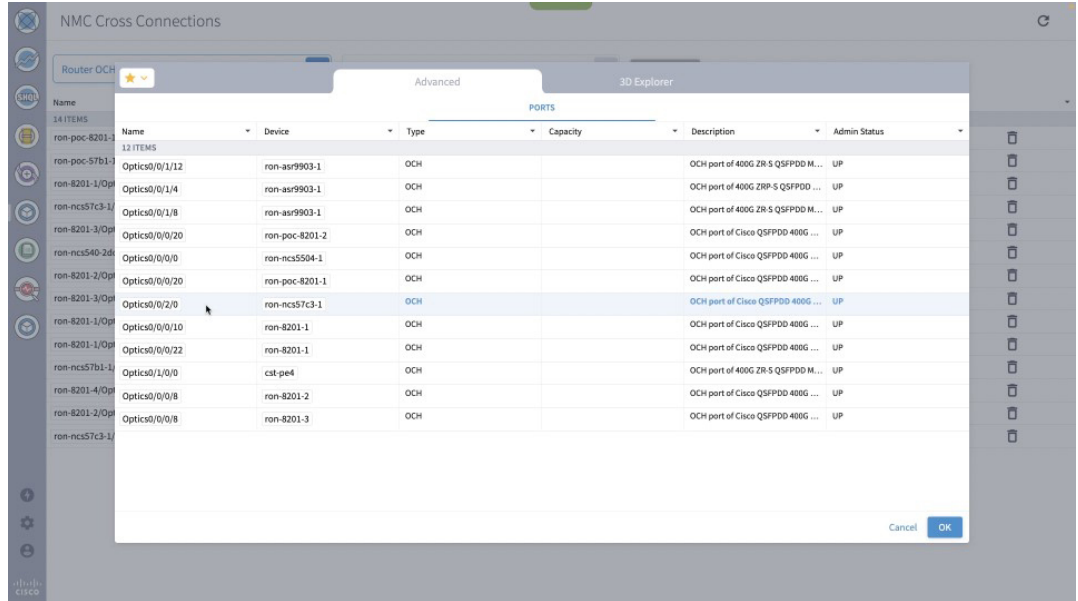 NMC Cross Connections
Router OCH
Advanced
3D Explorer
PORTS
SHQL
Name
14 ITEMS
Name Device Type Capacity Description Admin Status
12 ITEMS
ron-poc-8201-1
Optics0/0/1/12 ron-asr9903-1 OCH OCH port of 400G ZR-S QSFPDD M... UP
ron-poc-57b1-1
Optics0/0/1/4 ron-asr9903-1 OCH OCH port of 400G ZRP-S QSFPDD ... UP
ron-8201-1/Opt
Optics0/0/1/8 ron-asr9903-1 OCH OCH port of 400G ZR-S QSFPDD M... UP
ron-ncs57c3-1/
Optics0/0/0/20 ron-poc-8201-2 OCH OCH port of Cisco QSFPDD 400G ... UP
ron-8201-3/Opt
Optics0/0/0/0 ron-ncs5504-1 OCH OCH port of Cisco QSFPDD 400G ... UP
ron-ncs540-2d
Optics0/0/0/20 ron-poc-8201-1 OCH OCH port of Cisco QSFPDD 400G ... UP
ron-8201-2/Opt
Optics0/0/2/0 ron-ncs57c3-1 OCH OCH port of Cisco QSFPDD 400G ... UP
ron-8201-3/Opt
Optics0/0/0/10 ron-8201-1 OCH OCH port of Cisco QSFPDD 400G ... UP
ron-8201-1/Opt
Optics0/0/0/22 ron-8201-1 OCH OCH port of Cisco QSFPDD 400G ... UP
ron-8201-1/Opt
Optics0/1/0/0 cst-pe4 OCH OCH port of 400G ZR-S QSFPDD M... UP
ron-ncs57b1-1/
Optics0/0/0/8 ron-8201-2 OCH OCH port of Cisco QSFPDD 400G ... UP
ron-8201-4/Opt
Optics0/0/0/8 ron-8201-3 OCH OCH port of Cisco QSFPDD 400G ... UP
ron-8201-2/Opt
ron-ncs57c3-1/
Cancel OK
CISCO